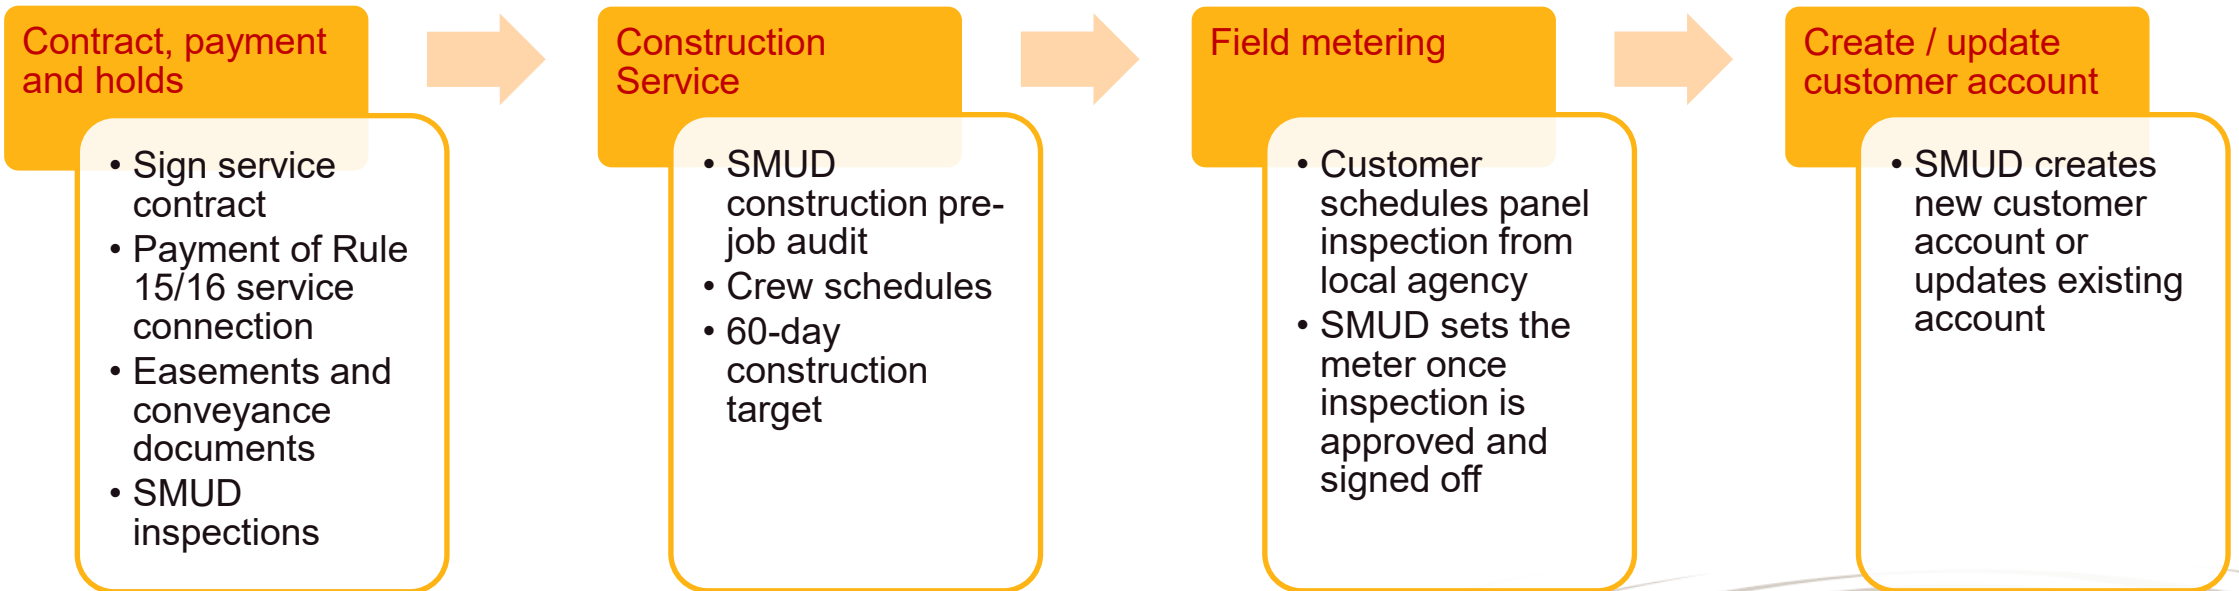 Contract, payment
and holds
• Sign service
contract
• Payment of Rule
15/16 service
connection
• Easements and
conveyance
documents
• SMUD
inspections
Construction
Service
• SMUD
construction pre-
job audit
• Crew schedules
• 60-day
construction
target
Field metering
• Customer
schedules panel
inspection from
local agency
• SMUD sets the
meter once
inspection is
approved and
signed off
Create / update
customer account
• SMUD creates
new customer
account or
updates existing
account